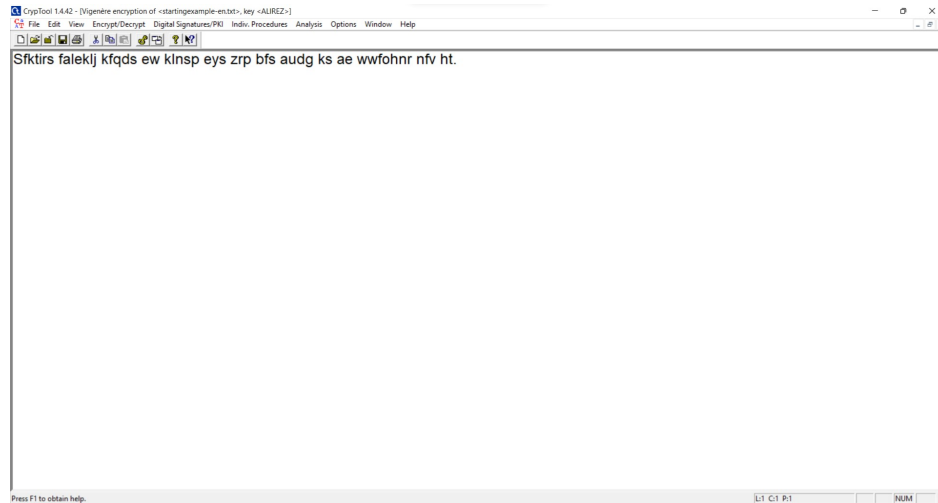 CrypTool 1.4.42 - [Vigenère encryption of <startingexample-en.txt>, key <ALIREZ>]
File Edit View Encrypt/Decrypt Digital Signatures/PKI Indiv. Procedures Analysis Options Window Help
Sfktirs faleklj kfqds ew klnsp eys zrp bfs audg ks ae wwfohnr nfv ht.
Press F1 to obtain help.
L:1 C:1 P:1
NUM